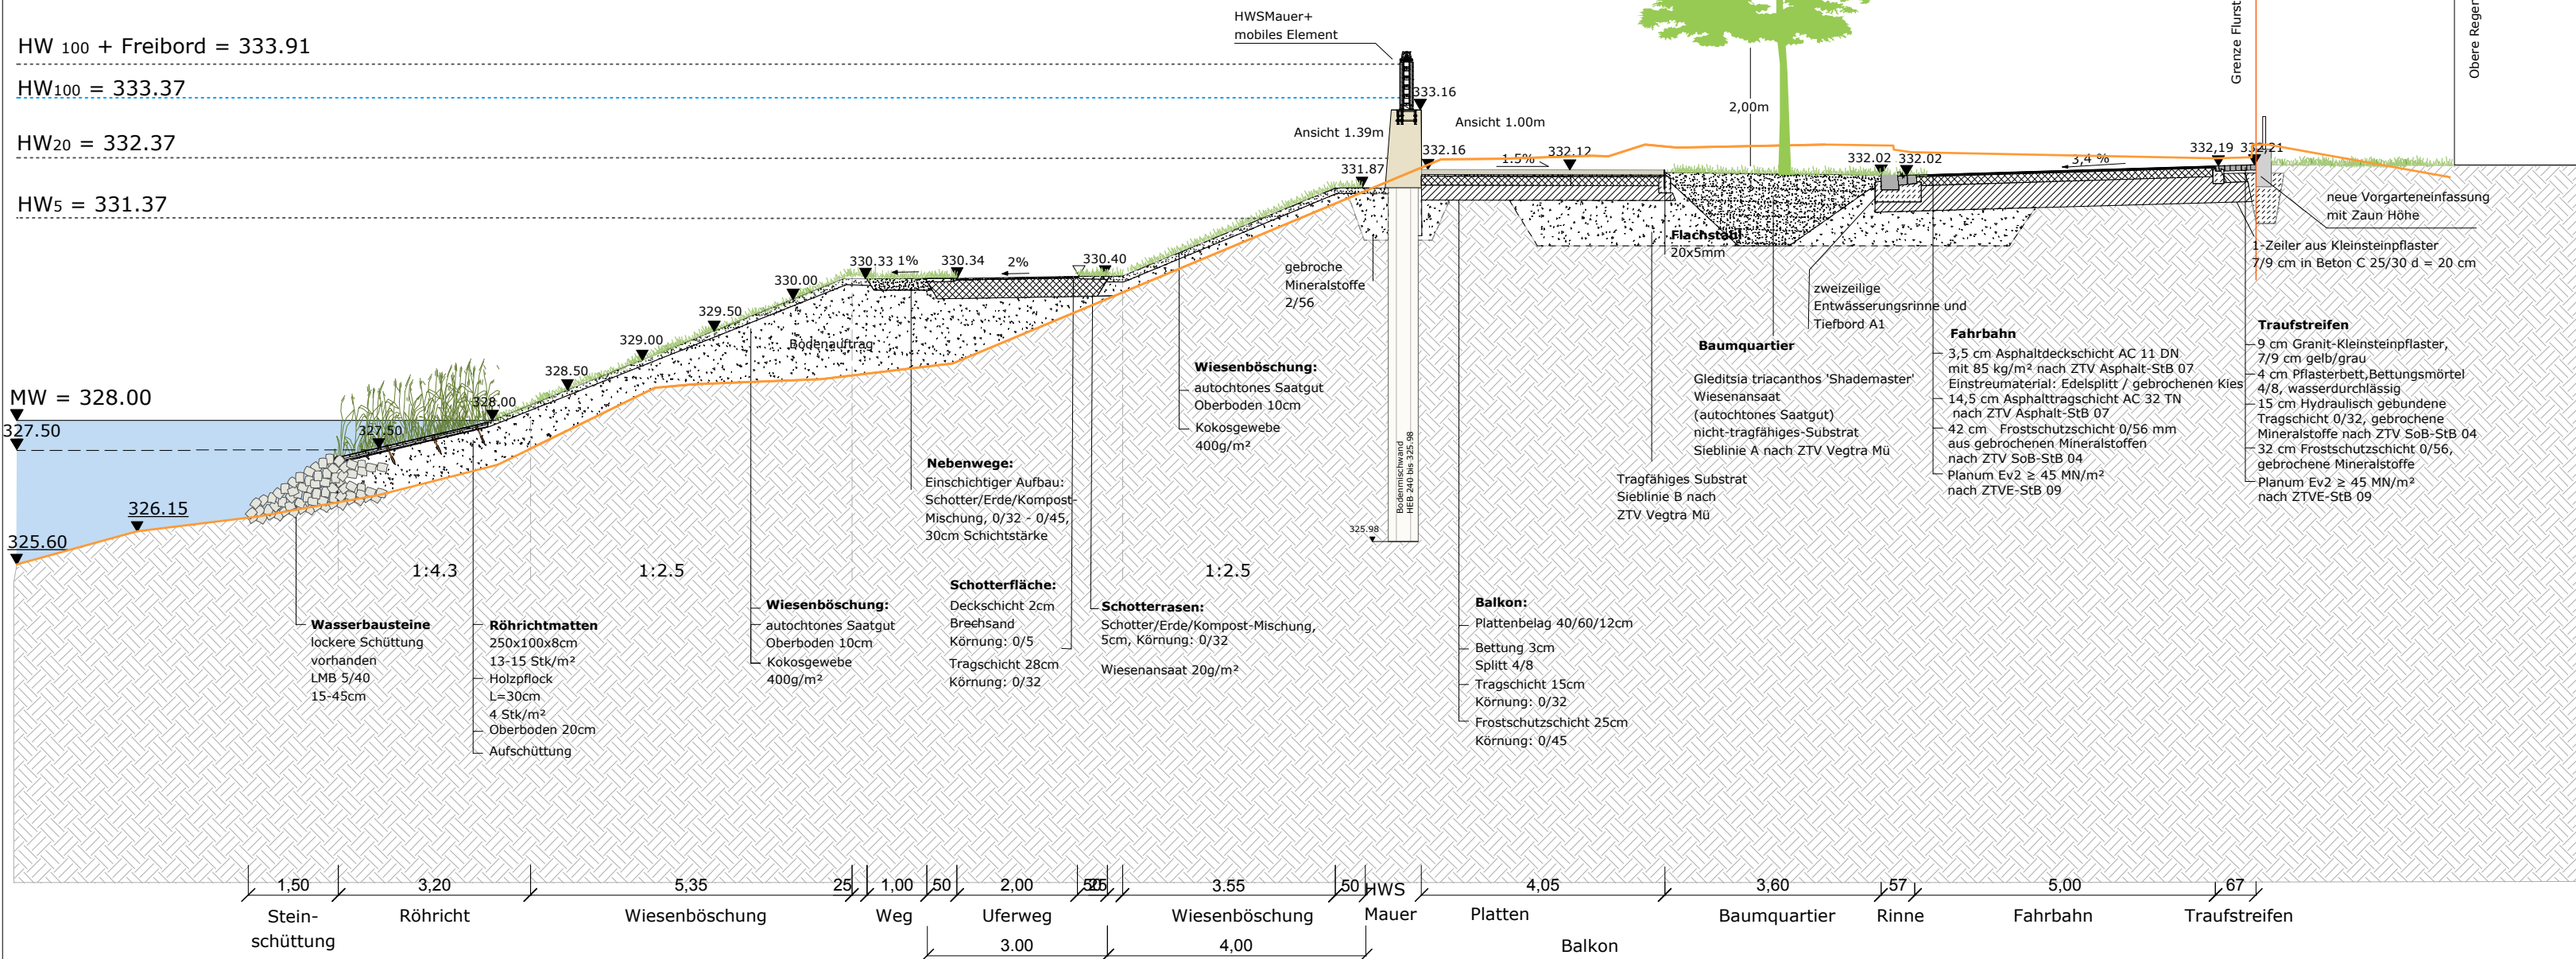 HWSMauer+
mobiles Element
Grenze Flurst
Obere Regen
HW 100 + Freibord = 333.91
HW100 = 333.37
HW20 = 332.37
HW5 = 331.37
MW = 328.00
327.50
326.15
325.60
333.16
Ansicht 1.39m
Ansicht 1.00m
2,00m
331.87
332.16
1.5%
332.12
332.02
332.02
3,4 %
332,19
332,21
330.33
1%
330.34
2%
330.40
330.00
329.50
329.00
328.50
328.00
327.50
Bodenauftrag
gebroche
Mineralstoffe
2/56
Flachstahl
20x5mm
zweizeilige
Entwässerungsrinne und
Tiefbord A1
neue Vorgarteneinfassung
mit Zaun Höhe
1-Zeiler aus Kleinsteinpflaster
7/9 cm in Beton C 25/30 d = 20 cm
Bodenmischwand
HEB 240 bis 325.98
325.98
Wiesenböschung:
autochtones Saatgut
Oberboden 10cm
Kokosgewebe
400g/m²
Baumquartier
Gleditsia triacanthos 'Shademaster'
Wiesenansaat
(autochtones Saatgut)
nicht-tragfähiges-Substrat
Sieblinie A nach ZTV Vegtra Mü
Tragfähiges Substrat
Sieblinie B nach
ZTV Vegtra Mü
Fahrbahn
3,5 cm Asphaltdeckschicht AC 11 DN
mit 85 kg/m² nach ZTV Asphalt-StB 07
Einstreumaterial: Edelsplitt / gebrochenen Kies
14,5 cm Asphalttragschicht AC 32 TN
nach ZTV Asphalt-StB 07
42 cm Frostschutzschicht 0/56 mm
aus gebrochenen Mineralstoffen
nach ZTV SoB-StB 04
Planum Ev2 ≥ 45 MN/m²
nach ZTVE-StB 09
Traufstreifen
9 cm Granit-Kleinsteinpflaster,
7/9 cm gelb/grau
4 cm Pflasterbett,Bettungsmörtel
4/8, wasserdurchlässig
15 cm Hydraulisch gebundene
Tragschicht 0/32, gebrochene
Mineralstoffe nach ZTV SoB-StB 04
32 cm Frostschutzschicht 0/56,
gebrochene Mineralstoffe
Planum Ev2 ≥ 45 MN/m²
nach ZTVE-StB 09
Nebenwege:
Einschichtiger Aufbau:
Schotter/Erde/Kompost-
Mischung, 0/32 - 0/45,
30cm Schichtstärke
1:4.3
1:2.5
1:2.5
Wasserbausteine
lockere Schüttung
vorhanden
LMB 5/40
15-45cm
Röhrichtmatten
250x100x8cm
13-15 Stk/m²
Holzpflock
L=30cm
4 Stk/m²
Oberboden 20cm
Aufschüttung
Wiesenböschung:
autochtones Saatgut
Oberboden 10cm
Kokosgewebe
400g/m²
Schotterfläche:
Deckschicht 2cm
Brechsand
Körnung: 0/5
Tragschicht 28cm
Körnung: 0/32
Schotterrasen:
Schotter/Erde/Kompost-Mischung,
5cm, Körnung: 0/32
Wiesenansaat 20g/m²
Balkon:
Plattenbelag 40/60/12cm
Bettung 3cm
Splitt 4/8
Tragschicht 15cm
Körnung: 0/32
Frostschutzschicht 25cm
Körnung: 0/45
1,50
3,20
5,35
25
1,00
50
2,00
50
25
3.55
50
HWS
4,05
3,60
57
5,00
67
Stein-
schüttung
Röhricht
Wiesenböschung
Weg
Uferweg
Wiesenböschung
Mauer
Platten
Baumquartier
Rinne
Fahrbahn
Traufstreifen
3.00
4,00
Balkon